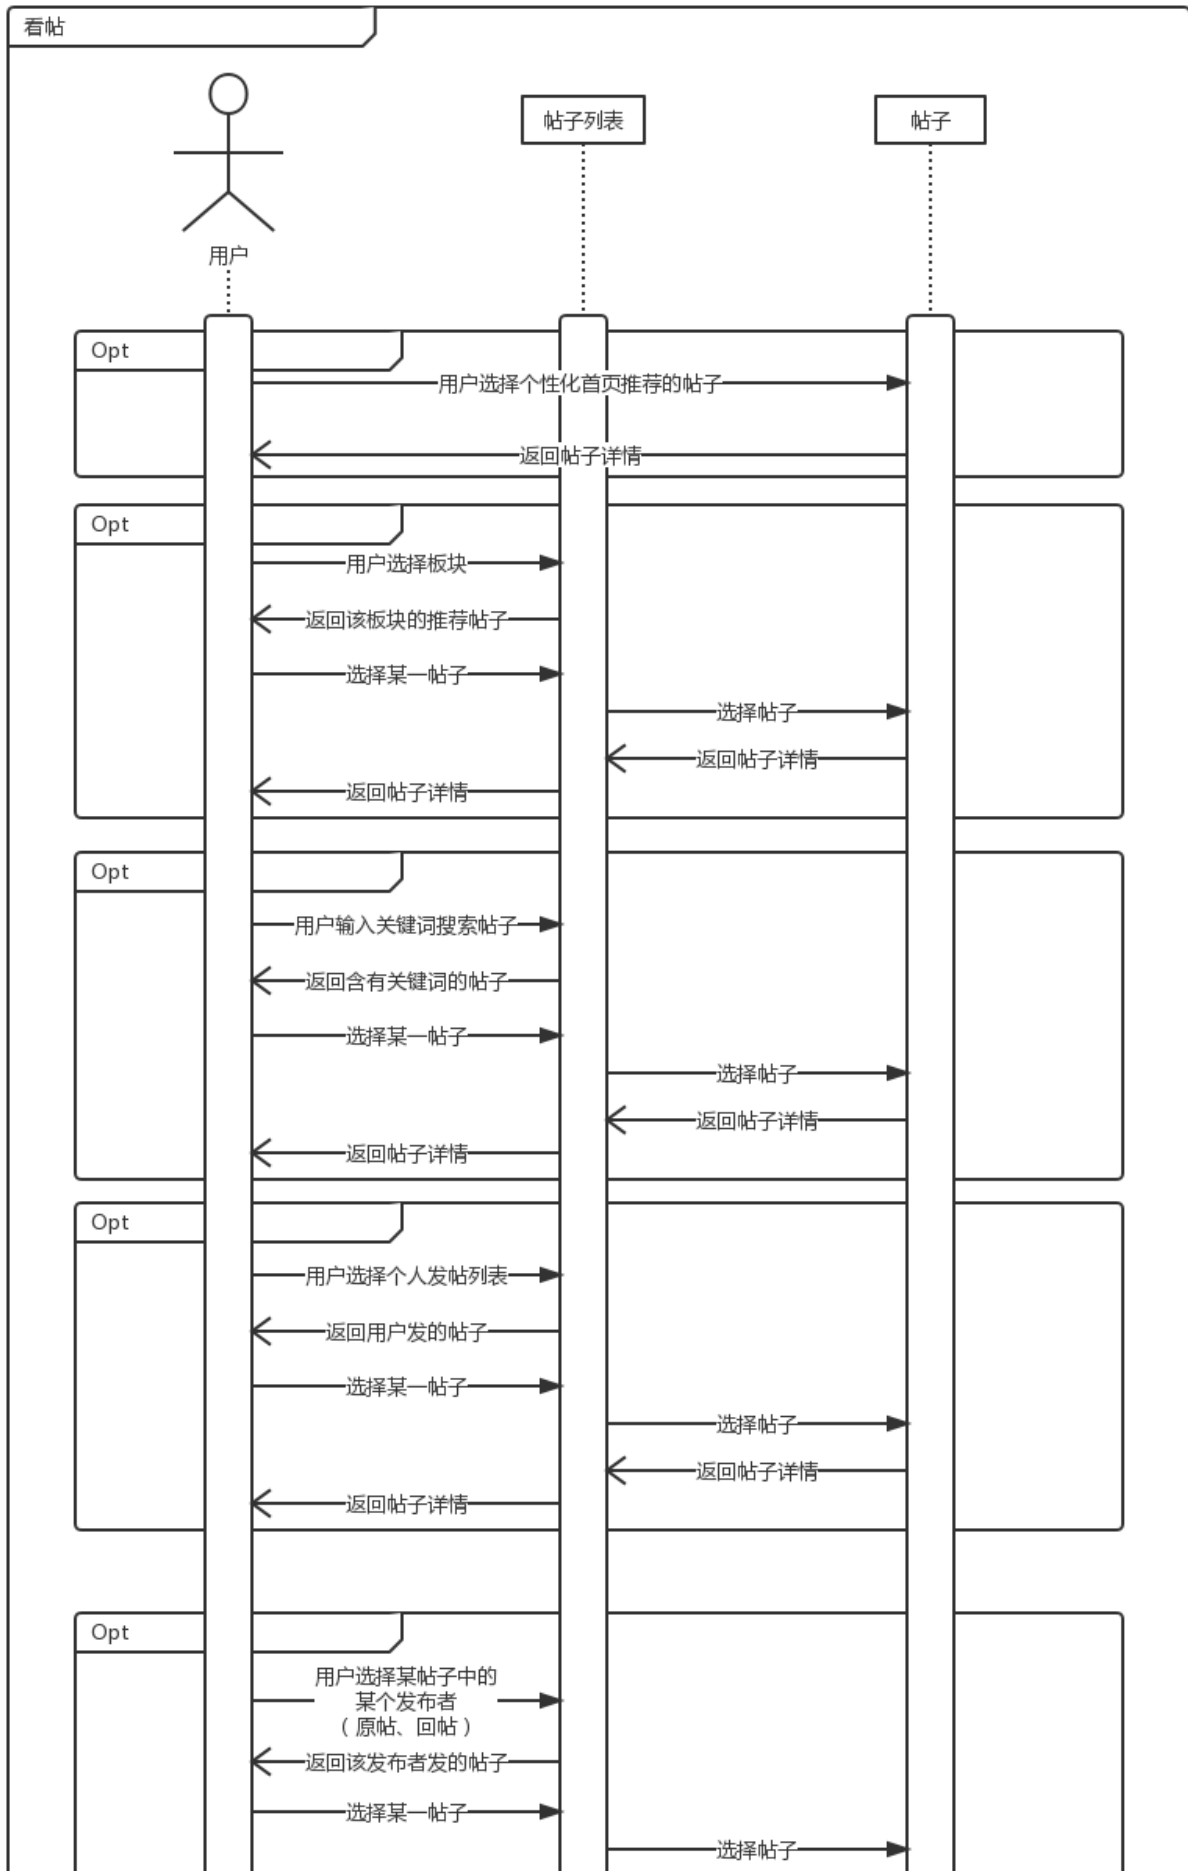 看帖
帖子列表
帖子
用户
Opt
用户选择个性化首页推荐的帖子
返回帖子详情
Opt
用户选择板块
返回该板块的推荐帖子
选择某一帖子
选择帖子
返回帖子详情
返回帖子详情
Opt
用户输入关键词搜索帖子
返回含有关键词的帖子
选择某一帖子
选择帖子
返回帖子详情
返回帖子详情
Opt
用户选择个人发帖列表
返回用户发的帖子
选择某一帖子
选择帖子
返回帖子详情
返回帖子详情
Opt
用户选择某帖子中的
某个发布者
（原帖、回帖）
返回该发布者发的帖子
选择某一帖子
选择帖子